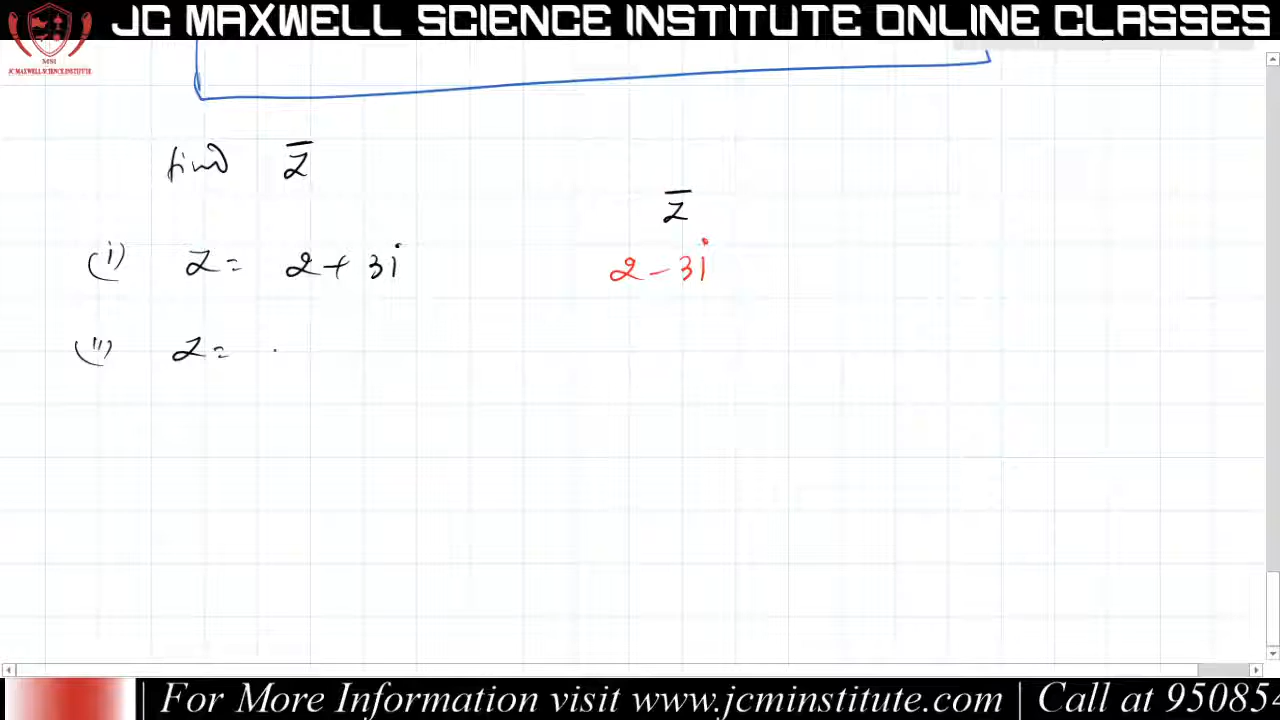 JC MAXWELL SCIENCE INSTITUTE ONLINE CLASSES
MSI
JC MAXWELL SCIENCE INSTITUTE
find z̅
z̅
(i) z = 2 + 3i 2 - 3i
(ii) z =
| For More Information visit www.jcminstitute.com | Call at 95085